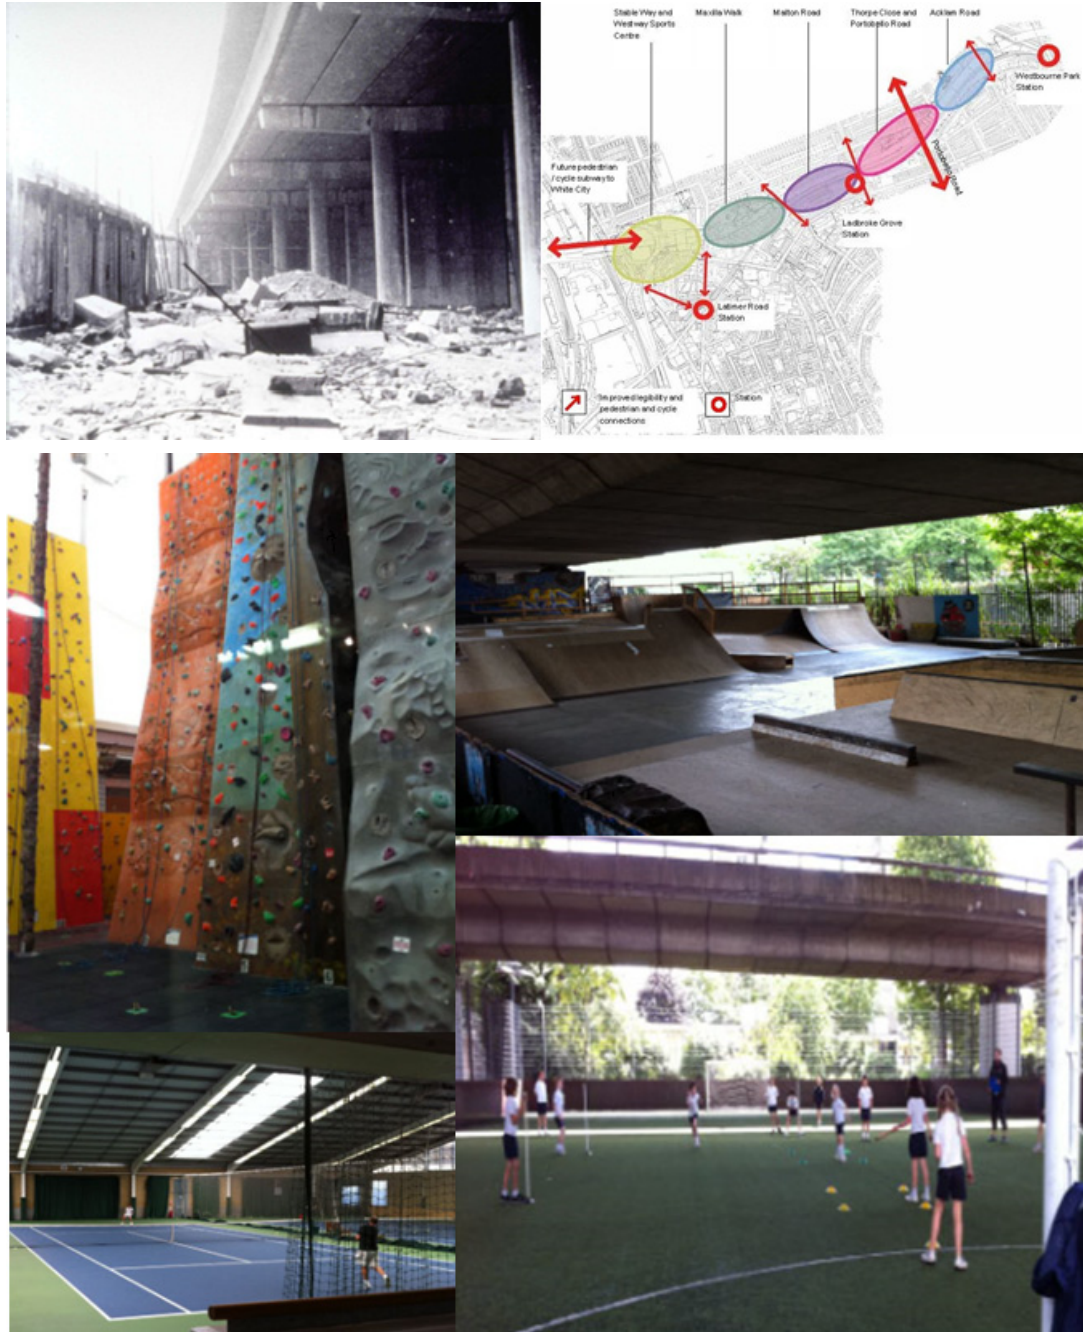 Stable Way and
Westway Sports
Centre
Maxilla Walk
Malton Road
Thorpe Close and
Portobello Road
Acklam Road
Westbourne Park
Station
Future pedestrian
/cycle subway to
White City
Portobello Road
Ladbroke Grove
Station
Latimer Road
Station
Improved legibility and
pedestrian and cycle
connections
Station